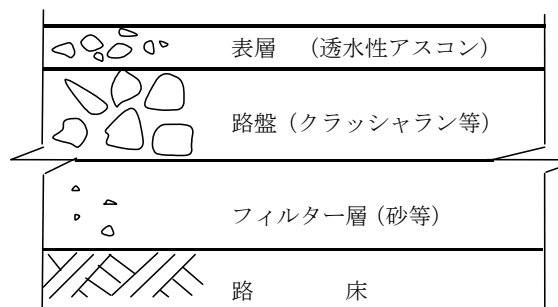 表層　（透水性アスコン）
路盤（クラッシャラン等）
フィルター層（砂等）
路　　　床